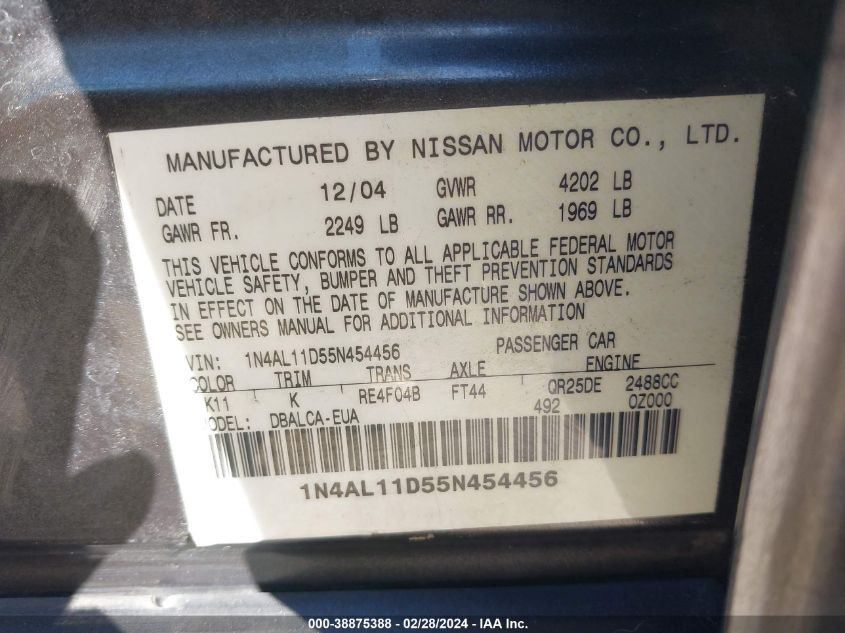 MANUFACTURED BY NISSAN MOTOR CO., LTD.
DATE 12/04 GVWR 4202 LB
GAWR FR. 2249 LB GAWR RR. 1969 LB
THIS VEHICLE CONFORMS TO ALL APPLICABLE FEDERAL MOTOR
VEHICLE SAFETY, BUMPER AND THEFT PREVENTION STANDARDS
IN EFFECT ON THE DATE OF MANUFACTURE SHOWN ABOVE.
SEE OWNERS MANUAL FOR ADDITIONAL INFORMATION
VIN: 1N4AL11D55N454456 PASSENGER CAR
COLOR TRIM TRANS AXLE ENGINE
K11 K RE4F04B FT44 QR25DE 2488CC
ODEL: DBALCA-EUA 492 0Z000
1N4AL11D55N454456
000-38875388 - 02/28/2024 - IAA Inc.